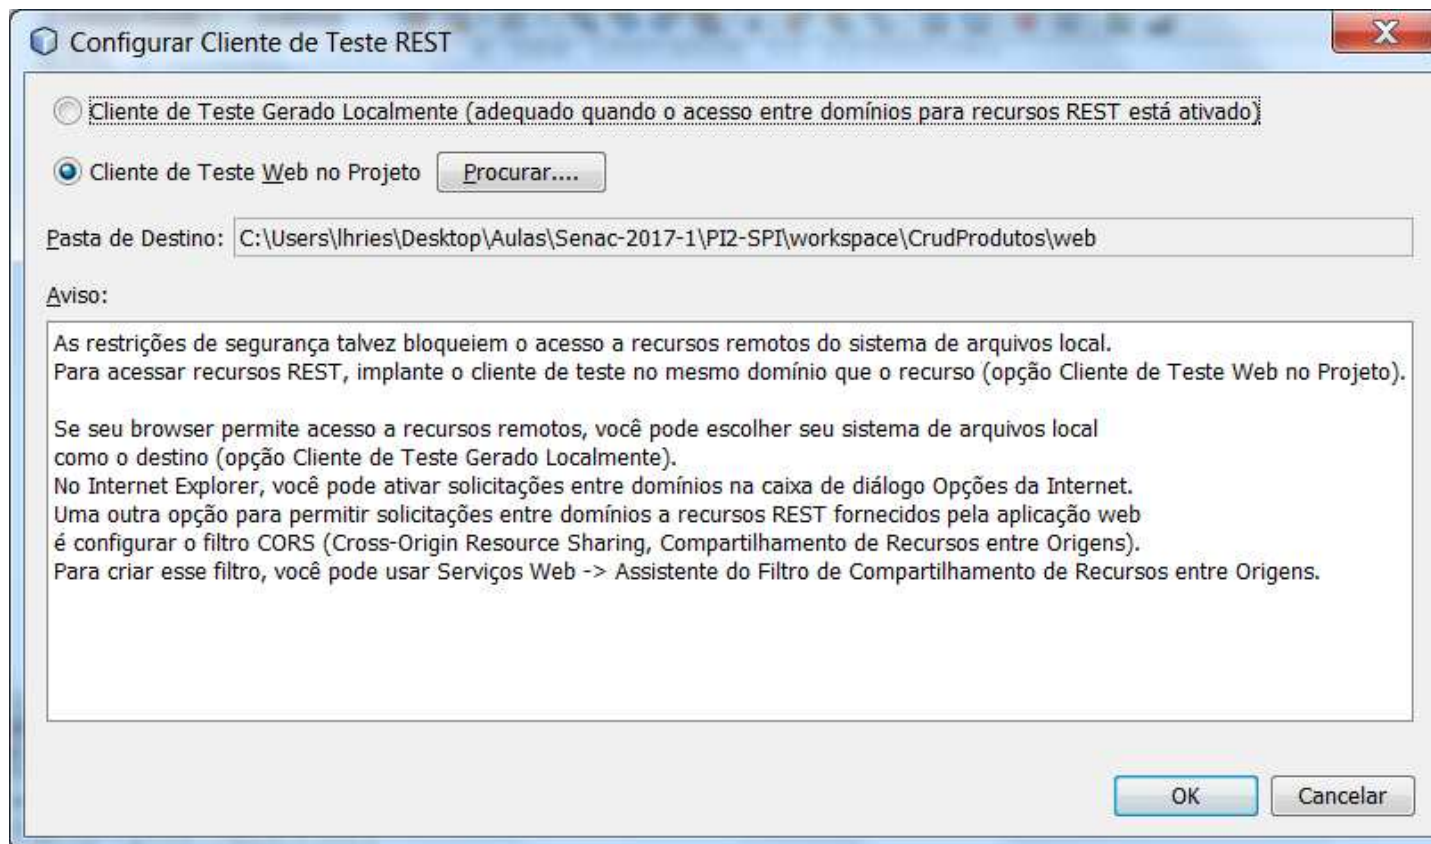 Configurar Cliente de Teste REST
Cliente de Teste Gerado Localmente (adequado quando o acesso entre domínios para recursos REST está ativado)
Cliente de Teste Web no Projeto Procurar....
Pasta de Destino: C:\Users\lhries\Desktop\Aulas\Senac-2017-1\PI2-SPI\workspace\CrudProdutos\web
Aviso:
As restrições de segurança talvez bloqueiem o acesso a recursos remotos do sistema de arquivos local.
Para acessar recursos REST, implante o cliente de teste no mesmo domínio que o recurso (opção Cliente de Teste Web no Projeto).
Se seu browser permite acesso a recursos remotos, você pode escolher seu sistema de arquivos local
como o destino (opção Cliente de Teste Gerado Localmente).
No Internet Explorer, você pode ativar solicitações entre domínios na caixa de diálogo Opções da Internet.
Uma outra opção para permitir solicitações entre domínios a recursos REST fornecidos pela aplicação web
é configurar o filtro CORS (Cross-Origin Resource Sharing, Compartilhamento de Recursos entre Origens).
Para criar esse filtro, você pode usar Serviços Web -> Assistente do Filtro de Compartilhamento de Recursos entre Origens.
OK Cancelar